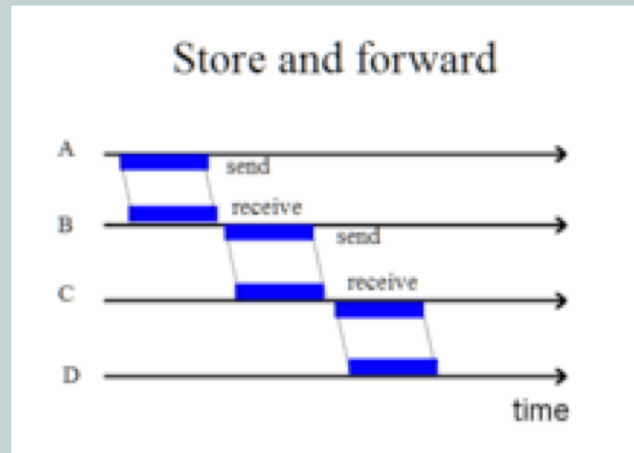 Store and forward
A
send
receive
B
send
receive
C
D
time